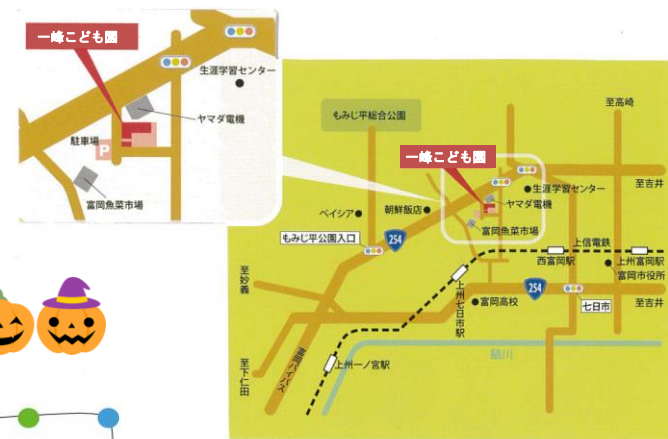 一峰こども園
生涯学習センター
ヤマダ電機
駐車場
P
富岡魚菜市場
もみじ平総合公園
至高崎
一峰こども園
至吉井
生涯学習センター
ヤマダ電機
ベイシア
朝鮮飯店
富岡魚菜市場
もみじ平公園入口
254
上信電鉄
西富岡駅
上州富岡駅
富岡市役所
至妙義
上州七日市駅
富岡高校
254
七日市
至吉井
至下仁田
富岡バイパス
上州一ノ宮駅
鏑川